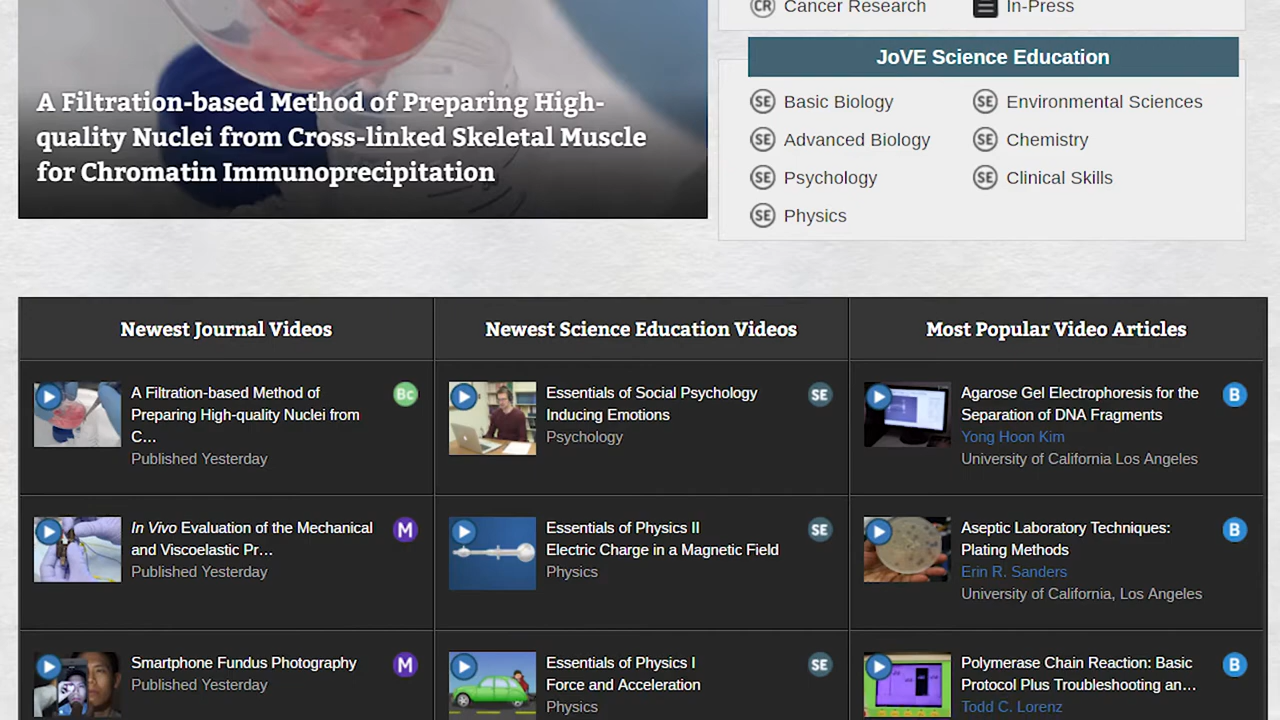 CR Cancer Research
In-Press
JoVE Science Education
SE Basic Biology
SE Environmental Sciences
SE Advanced Biology
SE Chemistry
SE Psychology
SE Clinical Skills
SE Physics
A Filtration-based Method of Preparing High-
quality Nuclei from Cross-linked Skeletal Muscle
for Chromatin Immunoprecipitation
Newest Journal Videos
A Filtration-based Method of
Preparing High-quality Nuclei from
C...
Published Yesterday
Bc
In Vivo Evaluation of the Mechanical
and Viscoelastic Pr...
Published Yesterday
M
Smartphone Fundus Photography
Published Yesterday
M
Newest Science Education Videos
Essentials of Social Psychology
Inducing Emotions
Psychology
SE
Essentials of Physics II
Electric Charge in a Magnetic Field
Physics
SE
Essentials of Physics I
Force and Acceleration
Physics
SE
Most Popular Video Articles
Agarose Gel Electrophoresis for the
Separation of DNA Fragments
Yong Hoon Kim
University of California Los Angeles
B
Aseptic Laboratory Techniques:
Plating Methods
Erin R. Sanders
University of California, Los Angeles
B
Polymerase Chain Reaction: Basic
Protocol Plus Troubleshooting an...
Todd C. Lorenz
B